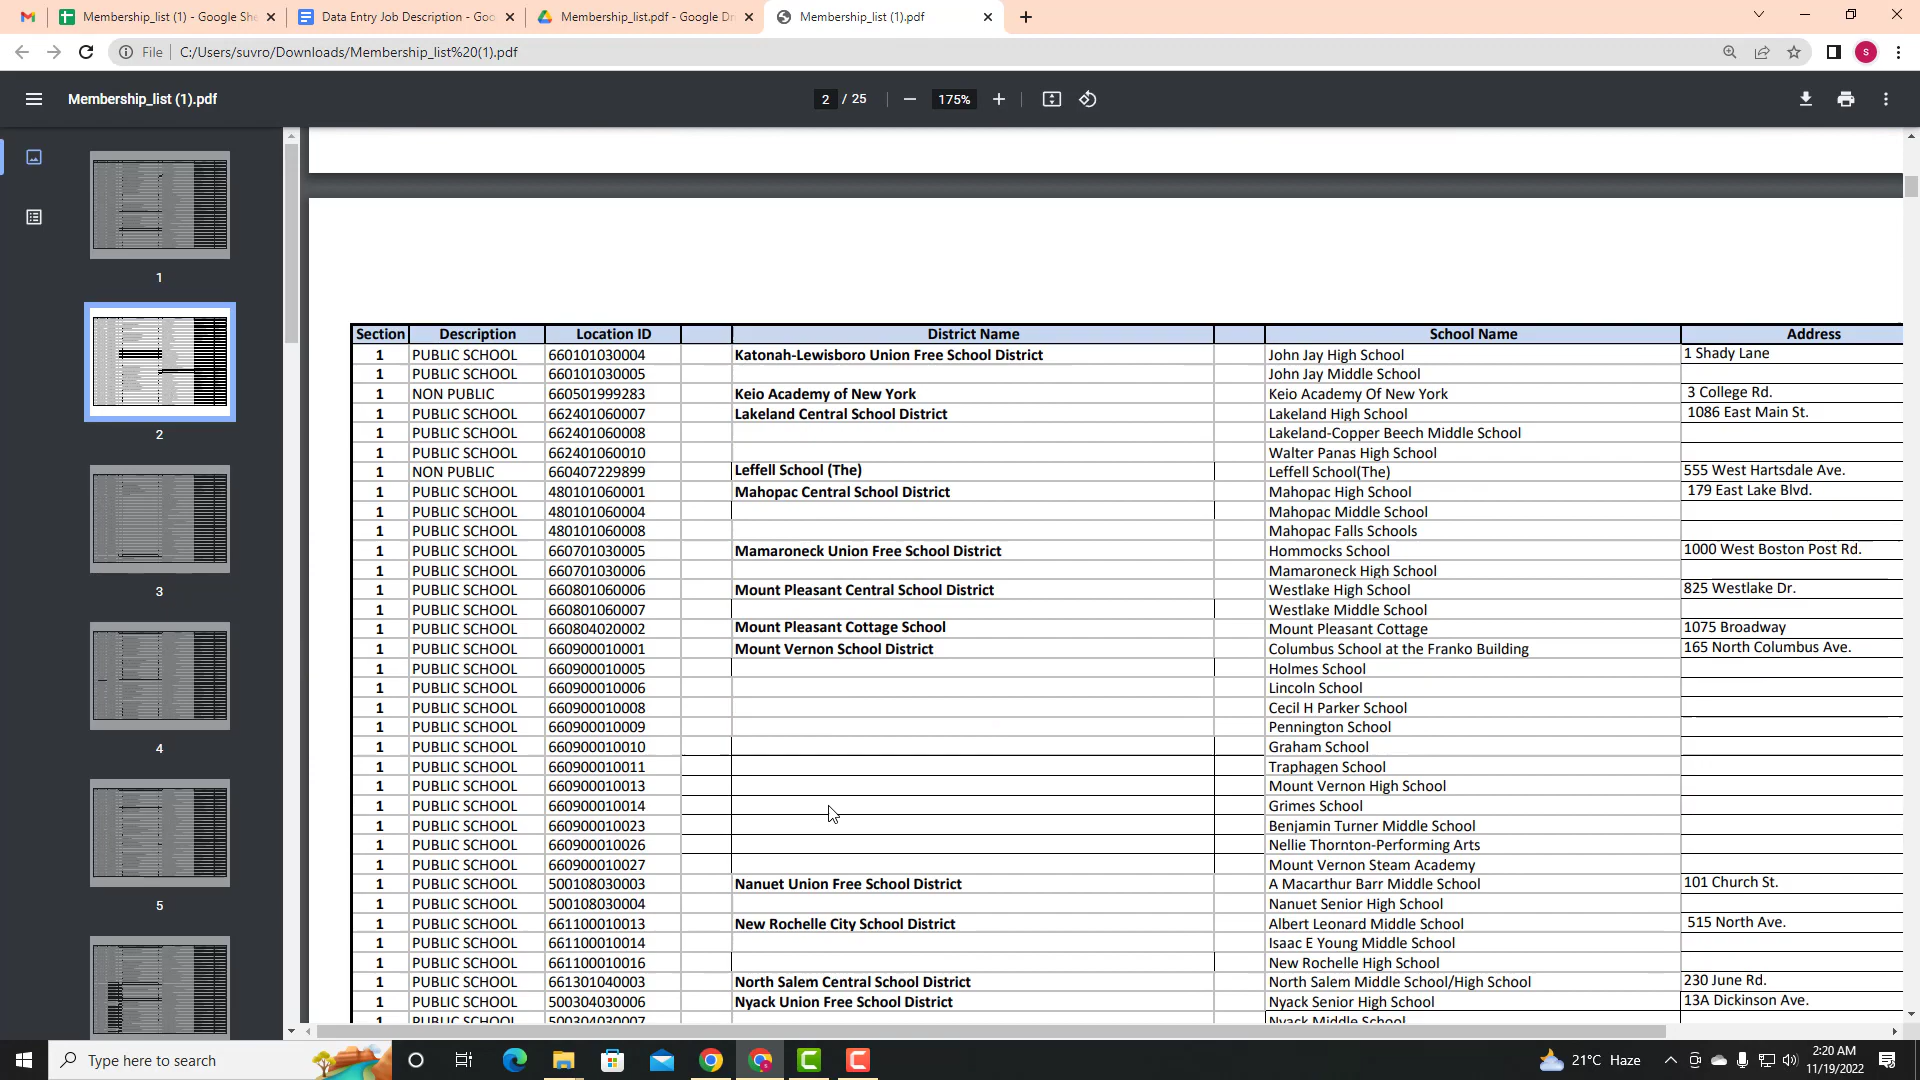 Membership_list (1) - Google She
Data Entry Job Description - Goo
Membership_list.pdf - Google Dri
Membership_list (1).pdf
File C:/Users/suvro/Downloads/Membership_list%20(1).pdf
S
Membership_list (1).pdf
2 / 25
175%
1
2
3
4
5
Section Description Location ID District Name School Name Address
1 PUBLIC SCHOOL 660101030004 Katonah-Lewisboro Union Free School District John Jay High School 1 Shady Lane
1 PUBLIC SCHOOL 660101030005 John Jay Middle School
1 NON PUBLIC 660501999283 Keio Academy of New York Keio Academy Of New York 3 College Rd.
1 PUBLIC SCHOOL 662401060007 Lakeland Central School District Lakeland High School 1086 East Main St.
1 PUBLIC SCHOOL 662401060008 Lakeland-Copper Beech Middle School
1 PUBLIC SCHOOL 662401060010 Walter Panas High School
1 NON PUBLIC 660407229899 Leffell School (The) Leffell School(The) 555 West Hartsdale Ave.
1 PUBLIC SCHOOL 480101060001 Mahopac Central School District Mahopac High School 179 East Lake Blvd.
1 PUBLIC SCHOOL 480101060004 Mahopac Middle School
1 PUBLIC SCHOOL 480101060008 Mahopac Falls Schools
1 PUBLIC SCHOOL 660701030005 Mamaroneck Union Free School District Hommocks School 1000 West Boston Post Rd.
1 PUBLIC SCHOOL 660701030006 Mamaroneck High School
1 PUBLIC SCHOOL 660801060006 Mount Pleasant Central School District Westlake High School 825 Westlake Dr.
1 PUBLIC SCHOOL 660801060007 Westlake Middle School
1 PUBLIC SCHOOL 660804020002 Mount Pleasant Cottage School Mount Pleasant Cottage 1075 Broadway
1 PUBLIC SCHOOL 660900010001 Mount Vernon School District Columbus School at the Franko Building 165 North Columbus Ave.
1 PUBLIC SCHOOL 660900010005 Holmes School
1 PUBLIC SCHOOL 660900010006 Lincoln School
1 PUBLIC SCHOOL 660900010008 Cecil H Parker School
1 PUBLIC SCHOOL 660900010009 Pennington School
1 PUBLIC SCHOOL 660900010010 Graham School
1 PUBLIC SCHOOL 660900010011 Traphagen School
1 PUBLIC SCHOOL 660900010013 Mount Vernon High School
1 PUBLIC SCHOOL 660900010014 Grimes School
1 PUBLIC SCHOOL 660900010023 Benjamin Turner Middle School
1 PUBLIC SCHOOL 660900010026 Nellie Thornton-Performing Arts
1 PUBLIC SCHOOL 660900010027 Mount Vernon Steam Academy
1 PUBLIC SCHOOL 500108030003 Nanuet Union Free School District A Macarthur Barr Middle School 101 Church St.
1 PUBLIC SCHOOL 500108030004 Nanuet Senior High School
1 PUBLIC SCHOOL 661100010013 New Rochelle City School District Albert Leonard Middle School 515 North Ave.
1 PUBLIC SCHOOL 661100010014 Isaac E Young Middle School
1 PUBLIC SCHOOL 661100010016 New Rochelle High School
1 PUBLIC SCHOOL 661301040003 North Salem Central School District North Salem Middle School/High School 230 June Rd.
1 PUBLIC SCHOOL 500304030006 Nyack Union Free School District Nyack Senior High School 13A Dickinson Ave.
1 PUBLIC SCHOOL 500304030007 Nyack Middle School
Type here to search
21°C Haze
2:20 AM
11/19/2022